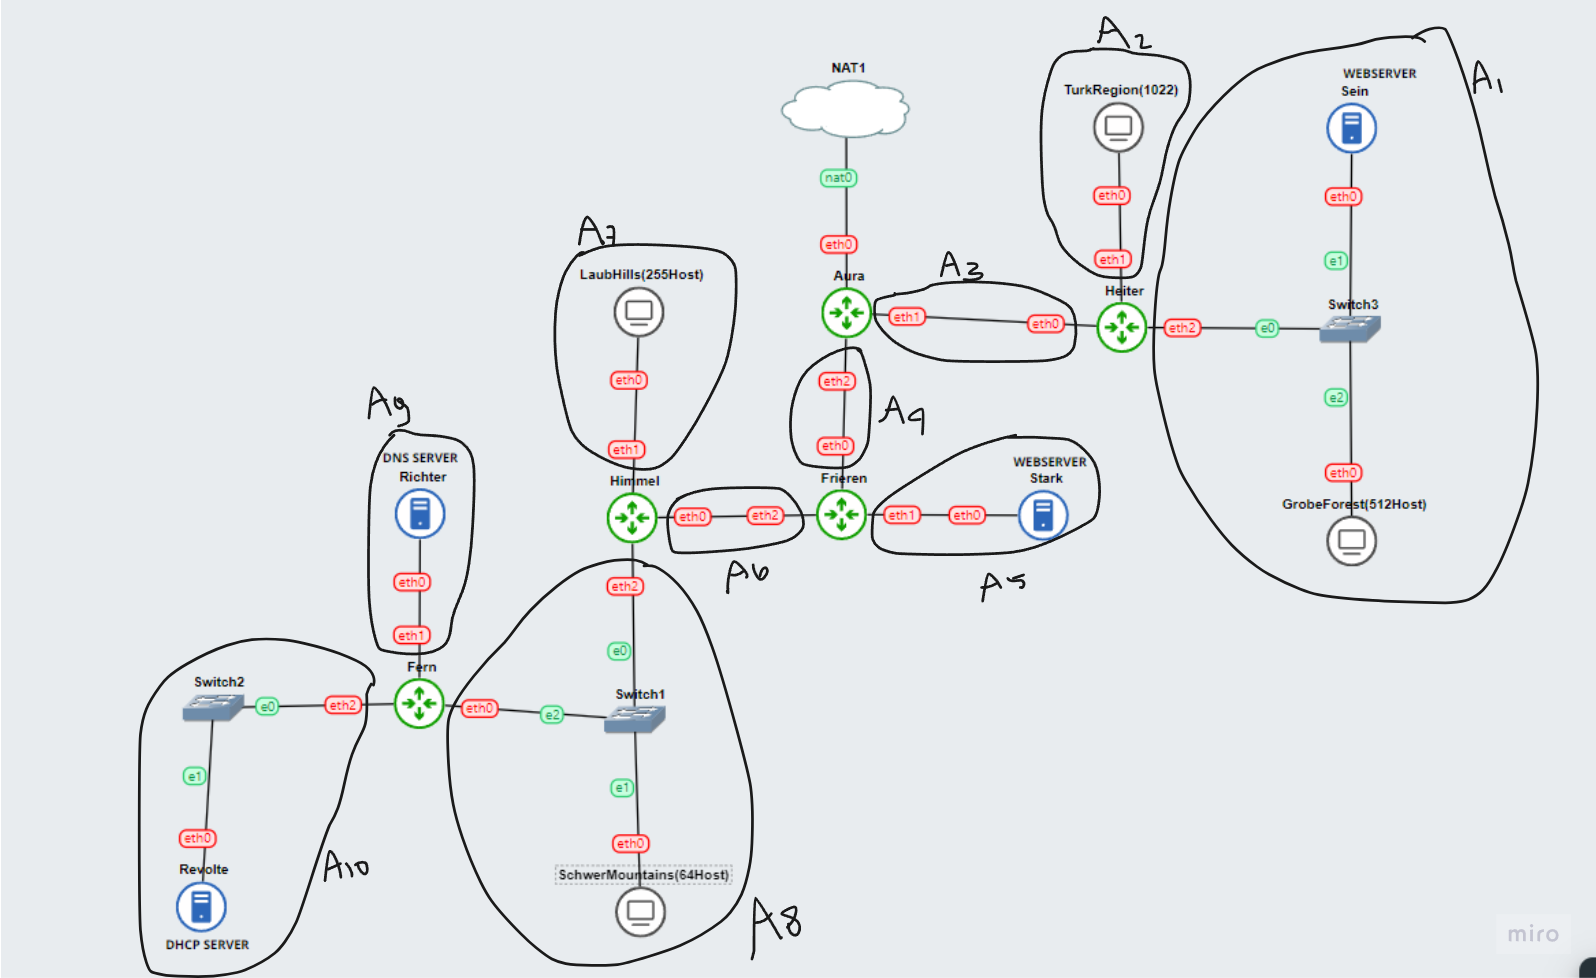 A2
NAT1
WEBSERVER
Sein
A1
TurkRegion(1022)
nat0
eth0
eth0
e1
eth0
eth1
A7
LaubHills(255Host)
Aura
A3
Heiter
Switch3
eth1
eth0
eth2
e0
eth0
eth2
e2
A9
eth1
eth0
A4
DNS SERVER
Richter
Himmel
Frieren
WEBSERVER
Stark
eth0
GrobeForest(512Host)
eth0
eth2
eth1
eth0
A6
A5
eth0
eth2
eth1
e0
Fern
Switch2
Switch1
e0
eth2
eth0
e2
e1
e1
eth0
eth0
Revolte
A10
SchwerMountains(64Host)
A8
DHCP SERVER
miro